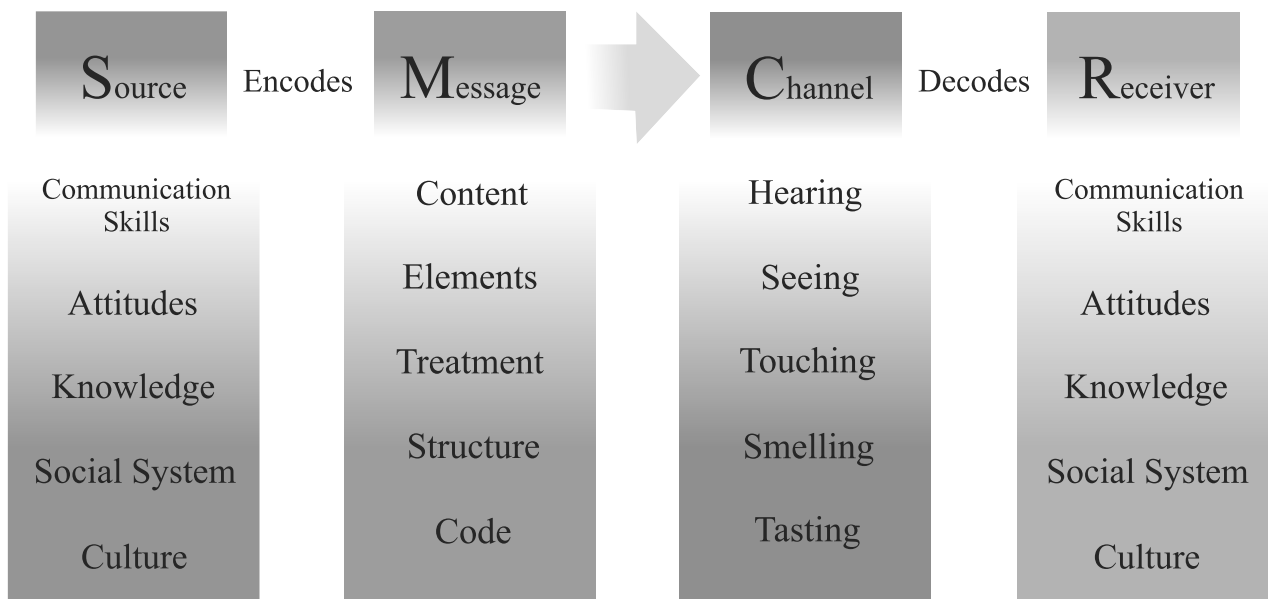 Source Encodes Message Channel Decodes Receiver
Communication
Skills
Attitudes
Knowledge
Social System
Culture
Content
Elements
Treatment
Structure
Code
Hearing
Seeing
Touching
Smelling
Tasting
Communication
Skills
Attitudes
Knowledge
Social System
Culture